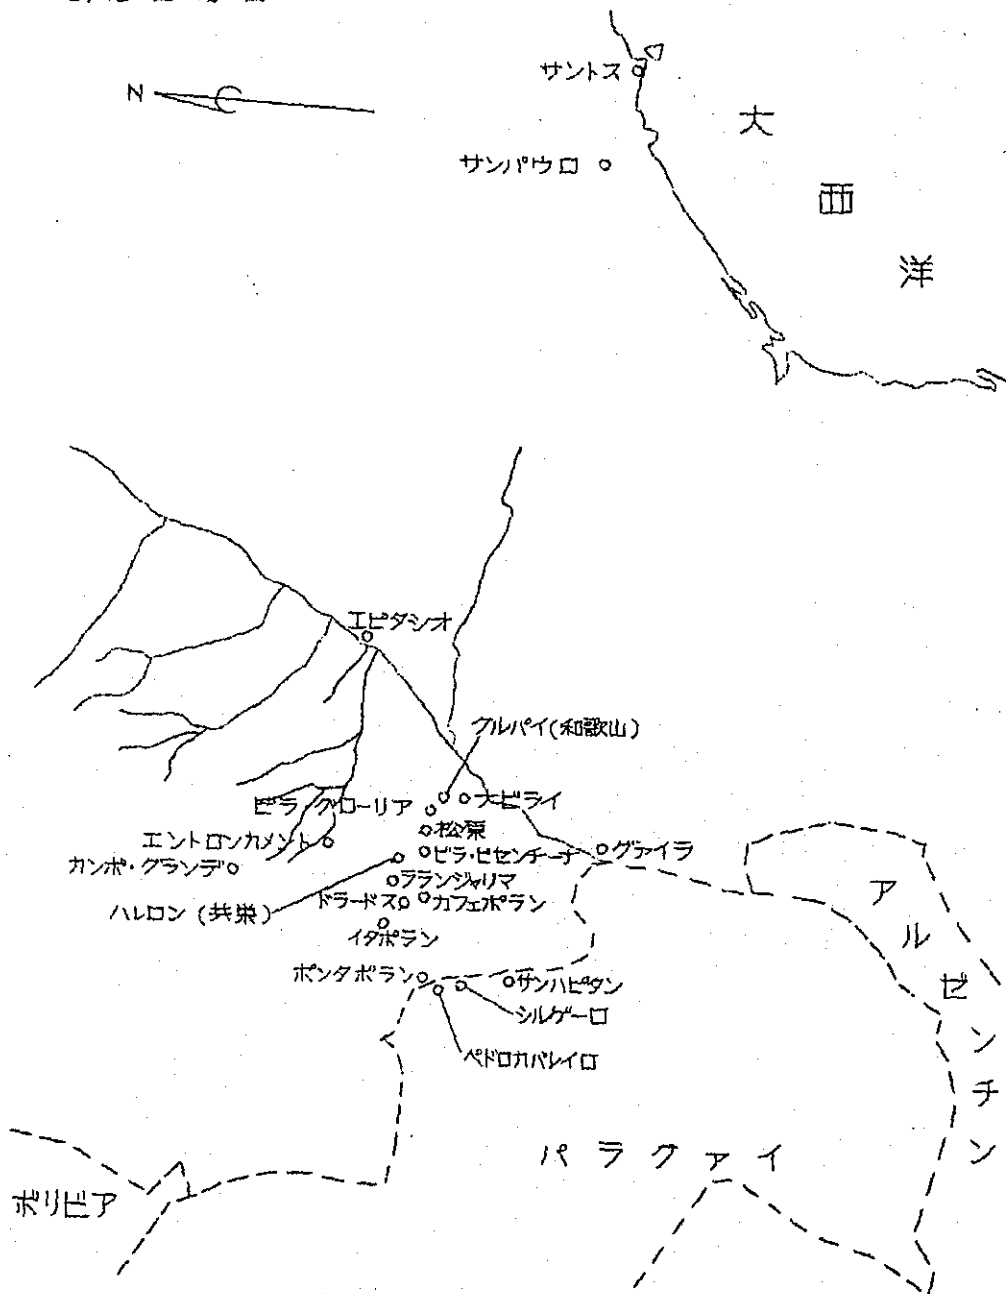 サントス
N
大
サンパウロ
西
洋
エピタシオ
クルパイ(和歌山)
ビラ・グローリア
大ビライ
松原
エントロンカメント
ビラ・ビセンチーナ
グァイラ
カンポ・グランデ
フランジャリマ
ハレロン(共栄)
ドラードス
カフェポラン
イタポラン
ポンタポラン
サンハピタン
シルゲーロ
ペドロカバレイロ
アルゼンチン
パラグァイ
ボリビア